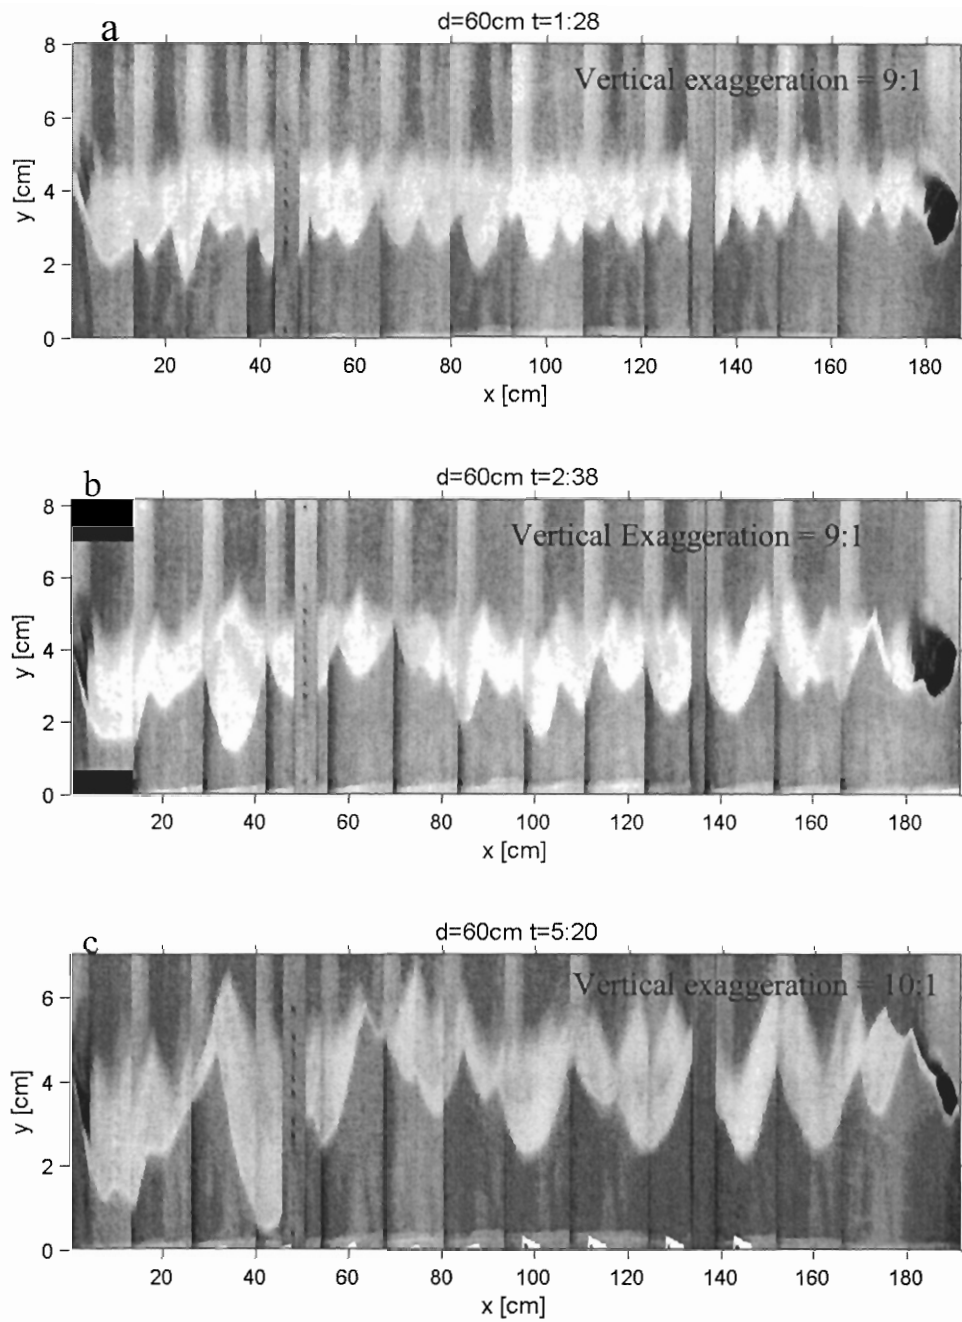 a
d=60cm t=1:28
Vertical exaggeration = 9:1
8
6
4
2
0
y [cm]
20 40 60 80 100 120 140 160 180
x [cm]
b
d=60cm t=2:38
Vertical Exaggeration = 9:1
8
6
4
2
0
y [cm]
20 40 60 80 100 120 140 160 180
x [cm]
c
d=60cm t=5:20
Vertical exaggeration = 10:1
6
4
2
0
y [cm]
20 40 60 80 100 120 140 160 180
x [cm]